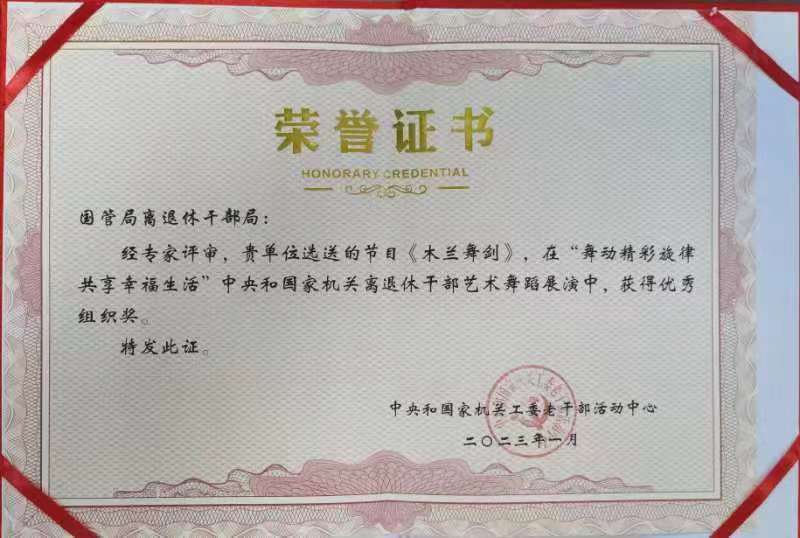 荣誉证书
HONORARY CREDENTIAL
国管局离退休干部局：
经专家评审，贵单位选送的节目《木兰舞剑》，在“舞动精彩旋律
共享幸福生活”中央和国家机关离退休干部艺术舞蹈展演中，获得优秀
组织奖。
特发此证。
中央和国家机关工委老干部活动中心
二〇二三年一月